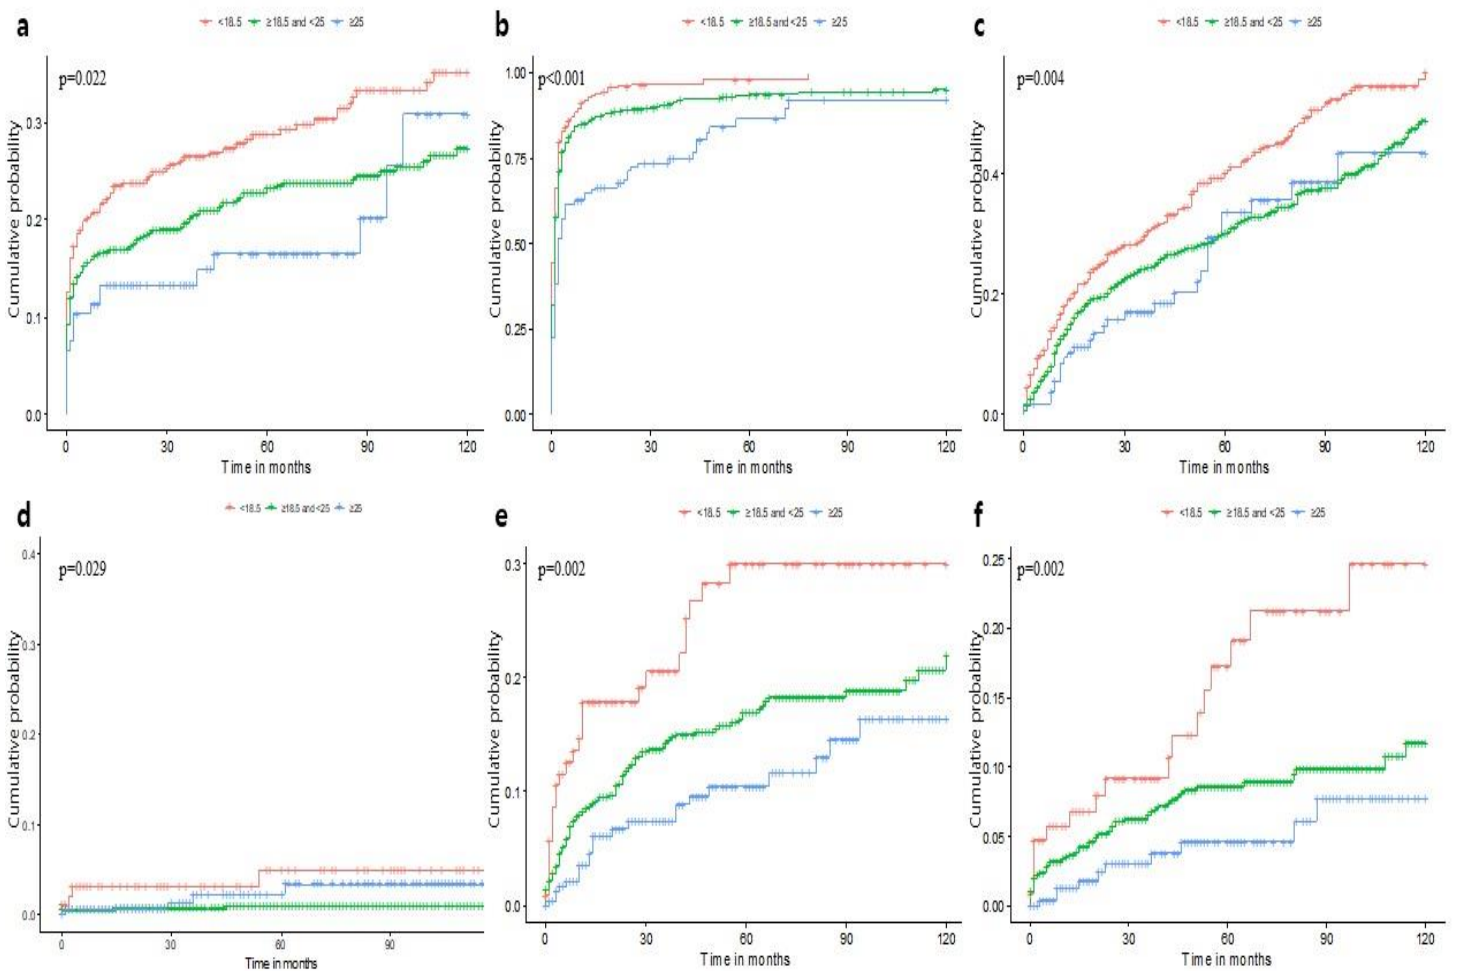 a
<18.5 ≥18.5 and <25 ≥25
p=0.022
Cumulative probability
0.3
0.2
0.1
0.0
0 30 60 90 120
Time in months
b
<18.5 ≥18.5 and <25 ≥25
p<0.001
Cumulative probability
1.00
0.75
0.50
0.25
0.00
0 30 60 90 120
Time in months
c
<18.5 ≥18.5 and <25 ≥25
p=0.004
Cumulative probability
0.4
0.2
0.0
0 30 60 90 120
Time in months
d
<18.5 ≥18.5 and <25 ≥25
p=0.029
Cumulative probability
0.4
0.3
0.2
0.1
0.0
0 30 60 90
Time in months
e
<18.5 ≥18.5 and <25 ≥25
p=0.002
Cumulative probability
0.3
0.2
0.1
0.0
0 30 60 90 120
Time in months
f
<18.5 ≥18.5 and <25 ≥25
p=0.002
Cumulative probability
0.25
0.20
0.15
0.10
0.05
0.00
0 30 60 90 120
Time in months